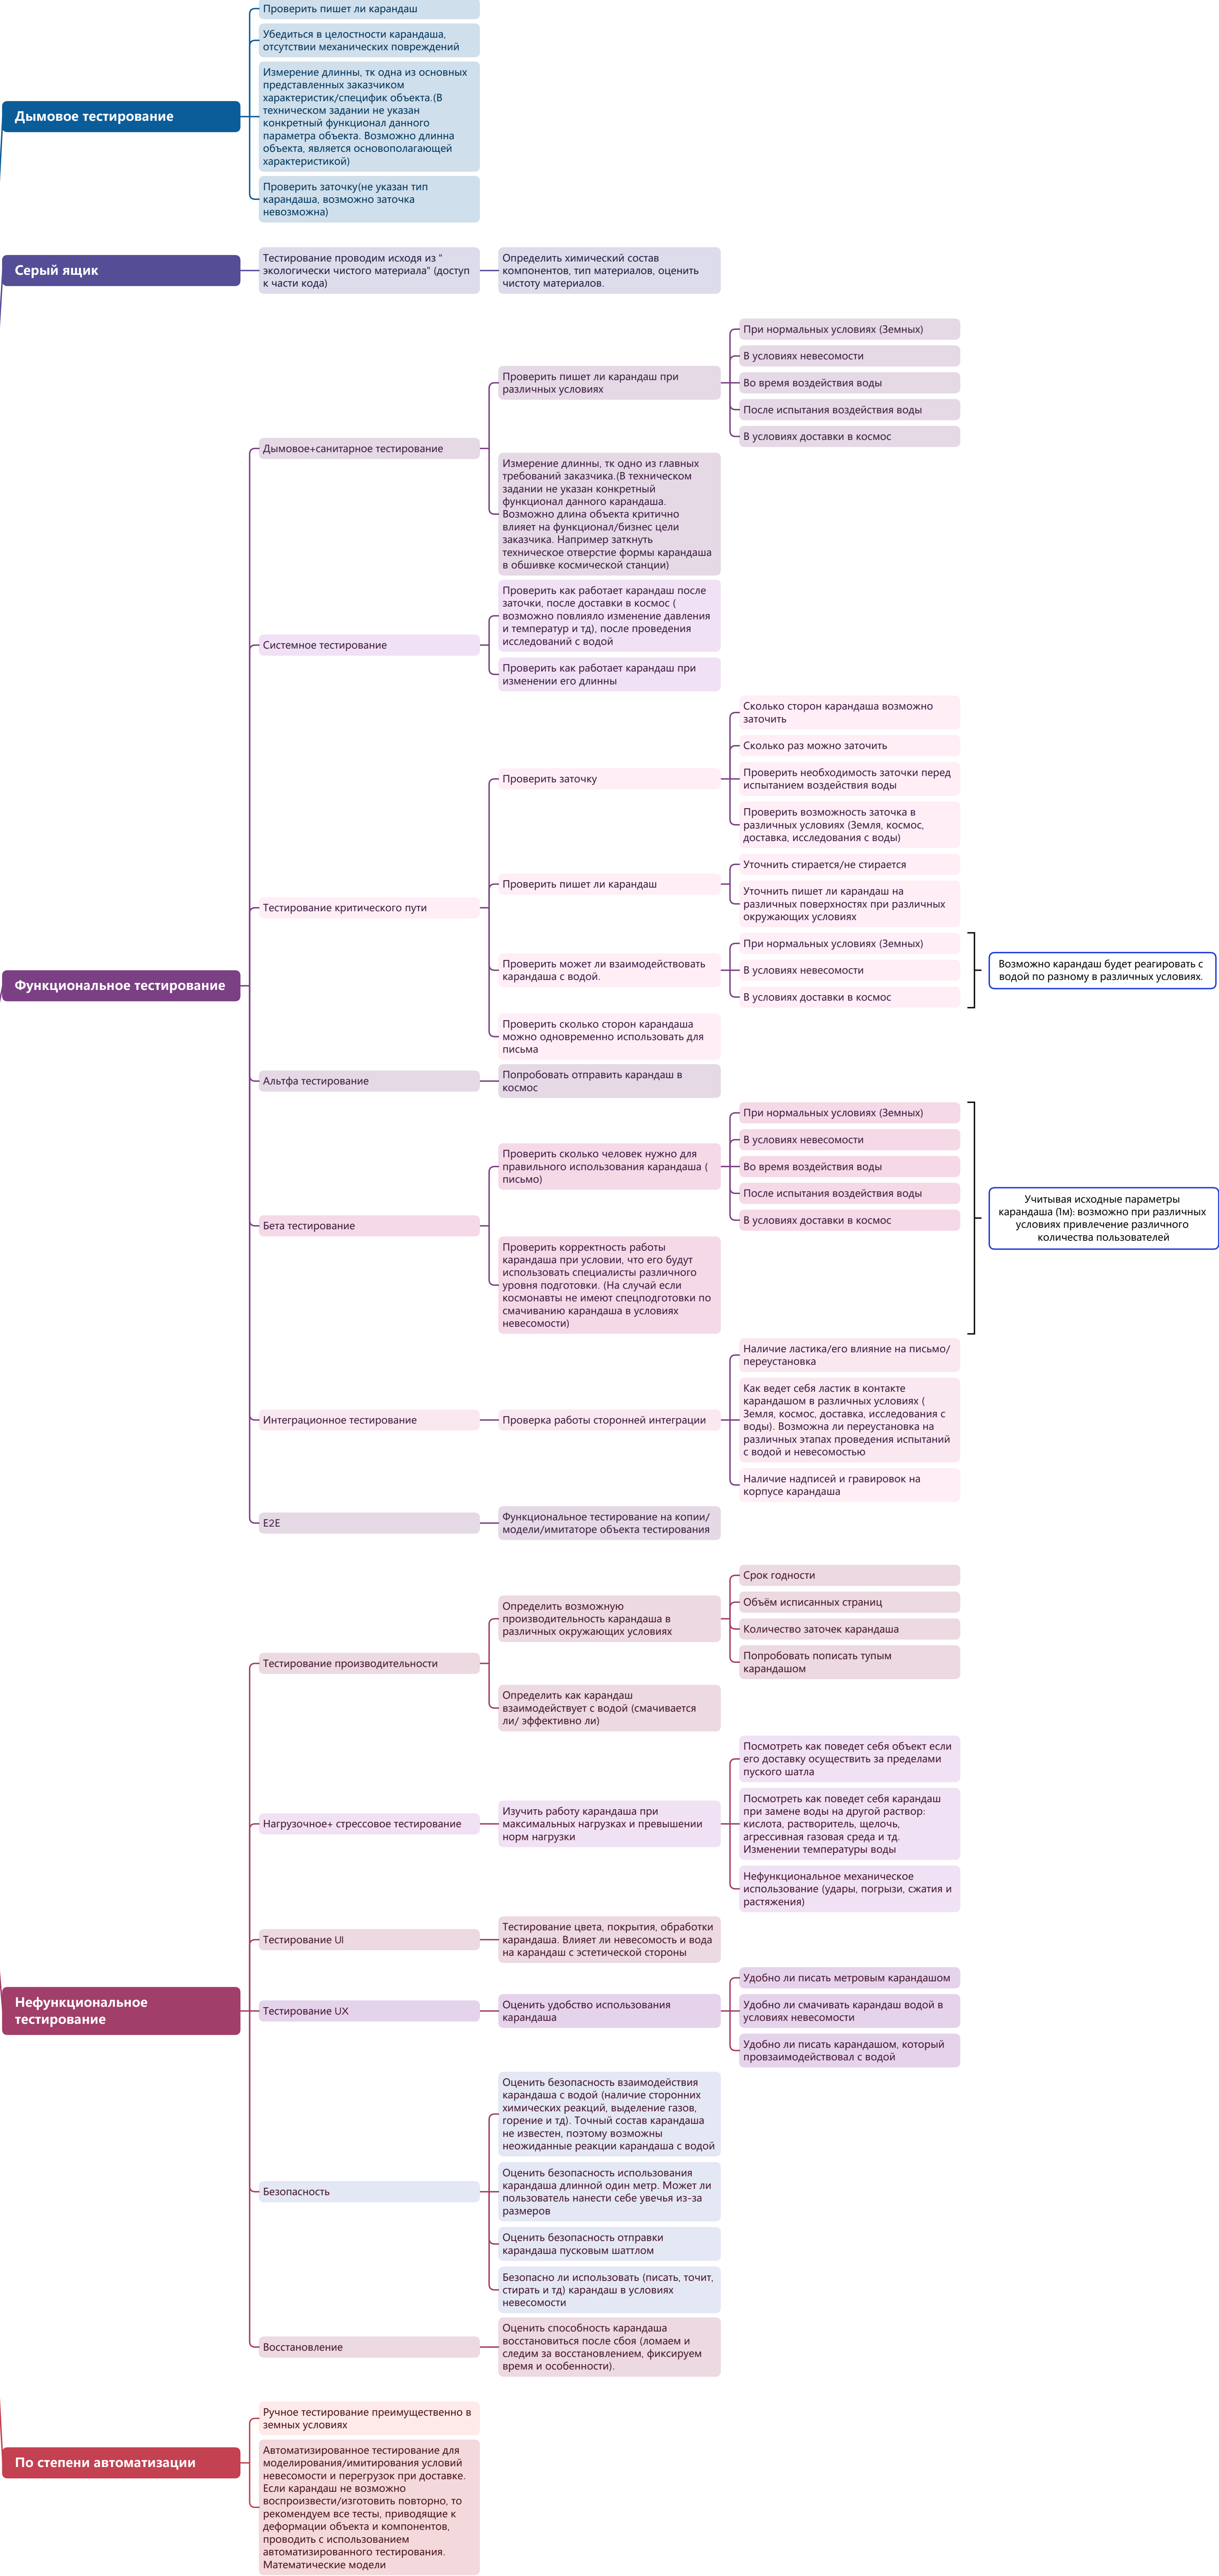 Проверить пишет ли карандаш
Убедиться в целостности карандаша,
отсутствии механических повреждений
Измерение длинны, тк одна из основных
представленных заказчиком
характеристик/специфик объекта.(В
техническом задании не указан
конкретный функционал данного
параметра объекта. Возможно длинна
объекта, является основополагающей
характеристикой)
Дымовое тестирование
Проверить заточку(не указан тип
карандаша, возможно заточка
невозможна)
Серый ящик
Тестирование проводим исходя из "
экологически чистого материала" (доступ
к части кода)
Определить химический состав
компонентов, тип материалов, оценить
чистоту материалов.
Функциональное тестирование
Дымовое+санитарное тестирование
Проверить пишет ли карандаш при
различных условиях
При нормальных условиях (Земных)
В условиях невесомости
Во время воздействия воды
После испытания воздействия воды
В условиях доставки в космос
Измерение длинны, тк одно из главных
требований заказчика.(В техническом
задании не указан конкретный
функционал данного карандаша.
Возможно длина объекта критично
влияет на функционал/бизнес цели
заказчика. Например заткнуть
техническое отверстие формы карандаша
в обшивке космической станции)
Системное тестирование
Проверить как работает карандаш после
заточки, после доставки в космос (
возможно повлияло изменение давления
и температур и тд), после проведения
исследований с водой
Проверить как работает карандаш при
изменении его длинны
Тестирование критического пути
Проверить заточку
Сколько сторон карандаша возможно
заточить
Сколько раз можно заточить
Проверить необходимость заточки перед
испытанием воздействия воды
Проверить возможность заточка в
различных условиях (Земля, космос,
доставка, исследования с воды)
Проверить пишет ли карандаш
Уточнить стирается/не стирается
Уточнить пишет ли карандаш на
различных поверхностях при различных
окружающих условиях
Проверить может ли взаимодействовать
карандаша с водой.
При нормальных условиях (Земных)
В условиях невесомости
В условиях доставки в космос
Возможно карандаш будет реагировать с
водой по разному в различных условиях.
Проверить сколько сторон карандаша
можно одновременно использовать для
письма
Альтфа тестирование
Попробовать отправить карандаш в
космос
Бета тестирование
Проверить сколько человек нужно для
правильного использования карандаша (
письмо)
При нормальных условиях (Земных)
В условиях невесомости
Во время воздействия воды
После испытания воздействия воды
В условиях доставки в космос
Учитывая исходные параметры
карандаша (1м): возможно при различных
условиях привлечение различного
количества пользователей
Проверить корректность работы
карандаша при условии, что его будут
использовать специалисты различного
уровня подготовки. (На случай если
космонавты не имеют спецподготовки по
смачиванию карандаша в условиях
невесомости)
Интеграционное тестирование
Проверка работы сторонней интеграции
Наличие ластика/его влияние на письмо/
переустановка
Как ведет себя ластик в контакте
карандашом в различных условиях (
Земля, космос, доставка, исследования с
воды). Возможна ли переустановка на
различных этапах проведения испытаний
с водой и невесомостью
Наличие надписей и гравировок на
корпусе карандаша
E2E
Функциональное тестирование на копии/
модели/имитаторе объекта тестирования
Нефункциональное
тестирование
Тестирование производительности
Определить возможную
производительность карандаша в
различных окружающих условиях
Срок годности
Объём исписанных страниц
Количество заточек карандаша
Попробовать пописать тупым
карандашом
Определить как карандаш
взаимодействует с водой (смачивается
ли/ эффективно ли)
Нагрузочное+ стрессовое тестирование
Изучить работу карандаша при
максимальных нагрузках и превышении
норм нагрузки
Посмотреть как поведет себя объект если
его доставку осуществить за пределами
пуского шатла
Посмотреть как поведет себя карандаш
при замене воды на другой раствор:
кислота, растворитель, щелочь,
агрессивная газовая среда и тд.
Изменении температуры воды
Нефункциональное механическое
использование (удары, погрызи, сжатия и
растяжения)
Тестирование UI
Тестирование цвета, покрытия, обработки
карандаша. Влияет ли невесомость и вода
на карандаш с эстетической стороны
Тестирование UX
Оценить удобство использования
карандаша
Удобно ли писать метровым карандашом
Удобно ли смачивать карандаш водой в
условиях невесомости
Удобно ли писать карандашом, который
провзаимодействовал с водой
Безопасность
Оценить безопасность взаимодействия
карандаша с водой (наличие сторонних
химических реакций, выделение газов,
горение и тд). Точный состав карандаша
не известен, поэтому возможны
неожиданные реакции карандаша с водой
Оценить безопасность использования
карандаша длинной один метр. Может ли
пользователь нанести себе увечья из-за
размеров
Оценить безопасность отправки
карандаша пусковым шаттлом
Безопасно ли использовать (писать, точит,
стирать и тд) карандаш в условиях
невесомости
Восстановление
Оценить способность карандаша
восстановиться после сбоя (ломаем и
следим за восстановлением, фиксируем
время и особенности).
По степени автоматизации
Ручное тестирование преимущественно в
земных условиях
Автоматизированное тестирование для
моделирования/имитирования условий
невесомости и перегрузок при доставке.
Если карандаш не возможно
воспроизвести/изготовить повторно, то
рекомендуем все тесты, приводящие к
деформации объекта и компонентов,
проводить с использованием
автоматизированного тестирования.
Математические модели